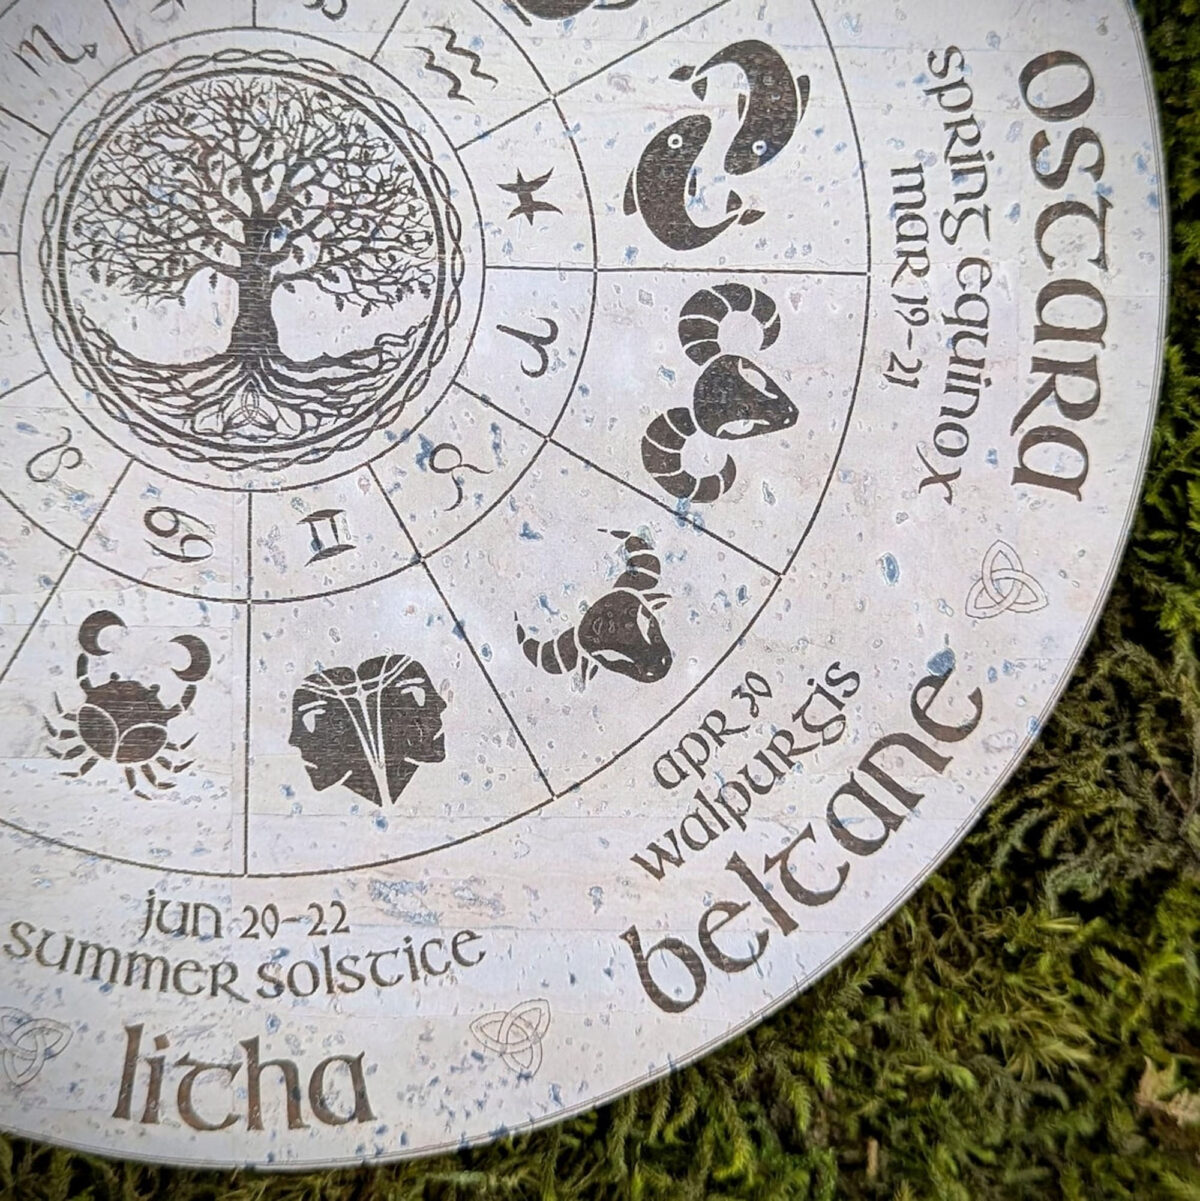 ostara
spring equinox
mar 19-21
apr 30
walpurgis
beltane
jun 20-22
summer solstice
litha